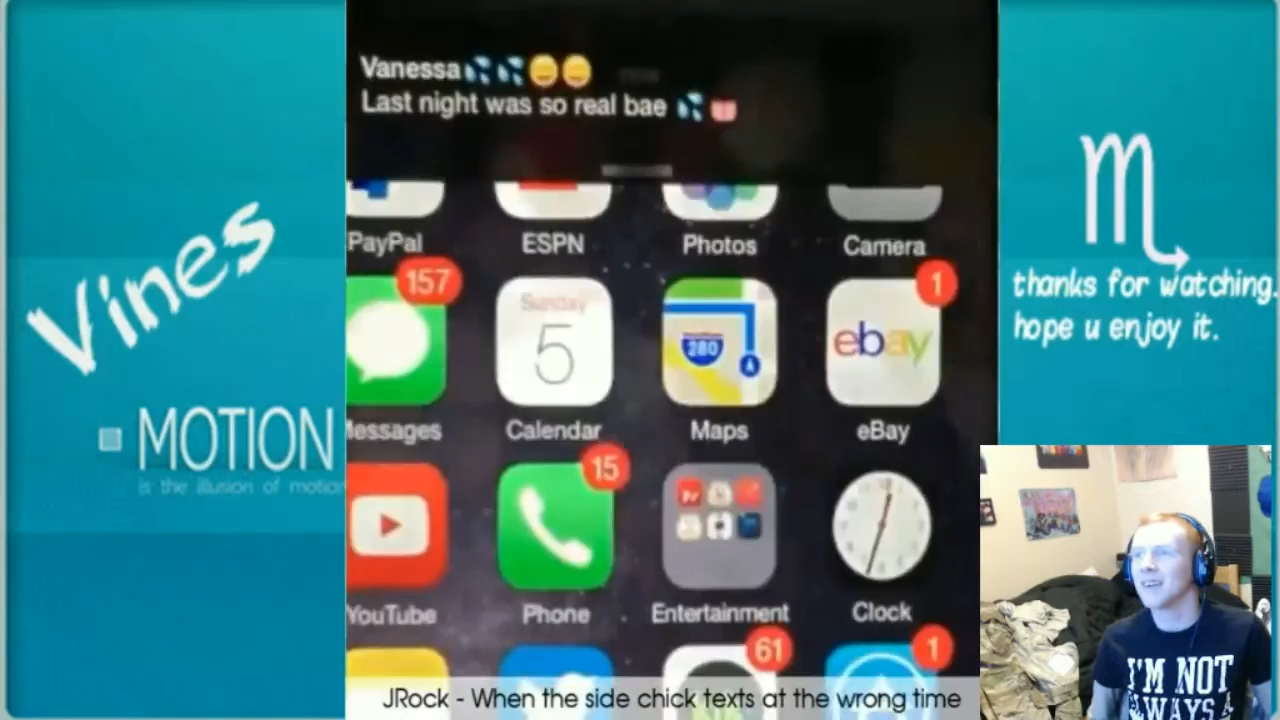 Vanessa💦💦😄😄
Last night was so real bae 💦👅
PayPal
ESPN
Photos
Camera
157
Sunday
5
280
A
ebay
1
Messages
Calendar
Maps
eBay
15
YouTube
Phone
Entertainment
Clock
61
1
JRock - When the side chick texts at the wrong time
Vines
MOTION
is the illusion of motion
thanks for watching.
hope u enjoy it.
I'M NOT
ALWAYS A